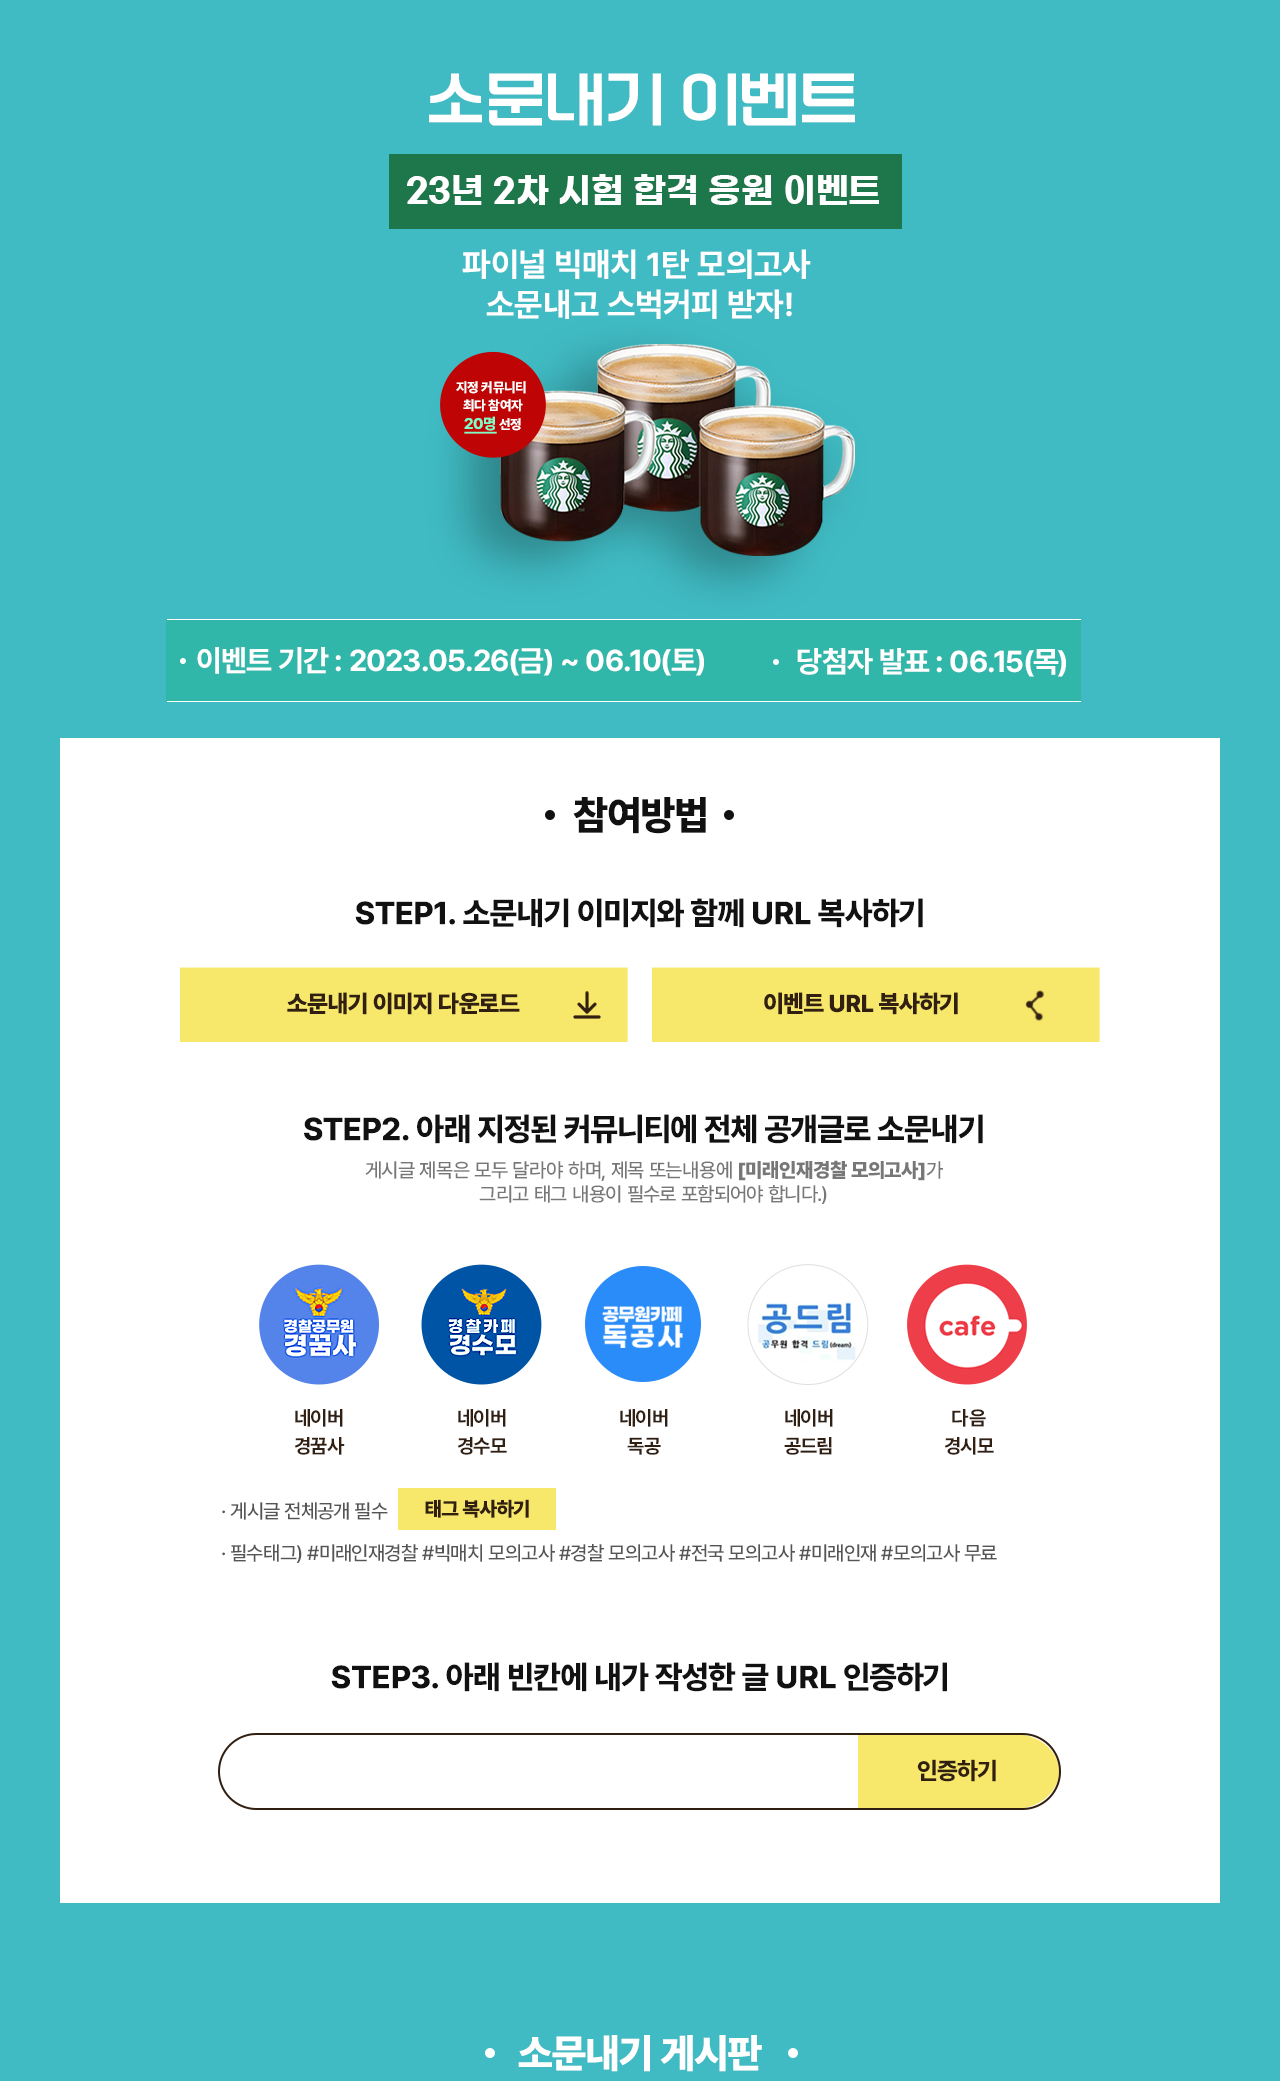 소문내기 이벤트
23년 2차 시험 합격 응원 이벤트
파이널 빅매치 1탄 모의고사
소문내고 스벅커피 받자!
지정 커뮤니티
최다 참여자
20명 선정
• 이벤트 기간 : 2023.05.26(금) ~ 06.10(토)
• 당첨자 발표 : 06.15(목)
• 참여방법 •
STEP1. 소문내기 이미지와 함께 URL 복사하기
소문내기 이미지 다운로드
이벤트 URL 복사하기
STEP2. 아래 지정된 커뮤니티에 전체 공개글로 소문내기
게시글 제목은 모두 달라야 하며, 제목 또는내용에 [미래인재경찰 모의고사]가
그리고 태그 내용이 필수로 포함되어야 합니다.)
경찰공무원
경꿈사
경찰카페
경수모
공무원카페
독공사
공드림
공무원 합격 드림(dream)
cafe
네이버
경꿈사
네이버
경수모
네이버
독공
네이버
공드림
다음
경시모
· 게시글 전체공개 필수
태그 복사하기
· 필수태그) #미래인재경찰 #빅매치 모의고사 #경찰 모의고사 #전국 모의고사 #미래인재 #모의고사 무료
STEP3. 아래 빈칸에 내가 작성한 글 URL 인증하기
인증하기
• 소문내기 게시판 •